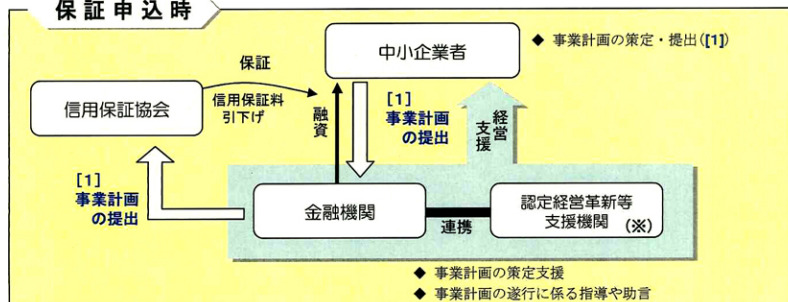 保証申込時
中小企業者
◆ 事業計画の策定・提出([1])
保証
信用保証協会
信用保証料
引下げ
融資
[1]
事業計画
の提出
経営
支援
[1]
事業計画
の提出
金融機関
連携
認定経営革新等
支援機関 (※)
◆ 事業計画の策定支援
◆ 事業計画の遂行に係る指導や助言